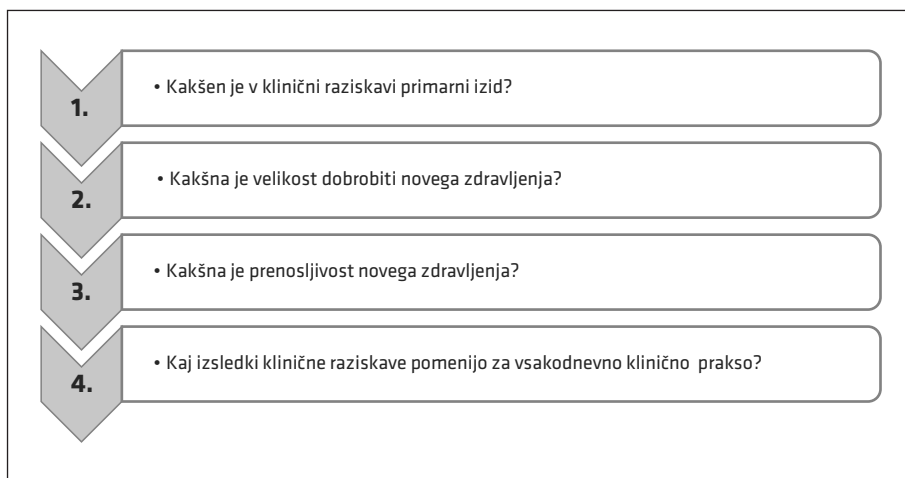 1.
• Kakšen je v klinični raziskavi primarni izid?
2.
• Kakšna je velikost dobrobiti novega zdravljenja?
3.
• Kakšna je prenosljivost novega zdravljenja?
4.
• Kaj izsledki klinične raziskave pomenijo za vsakodnevno klinično prakso?